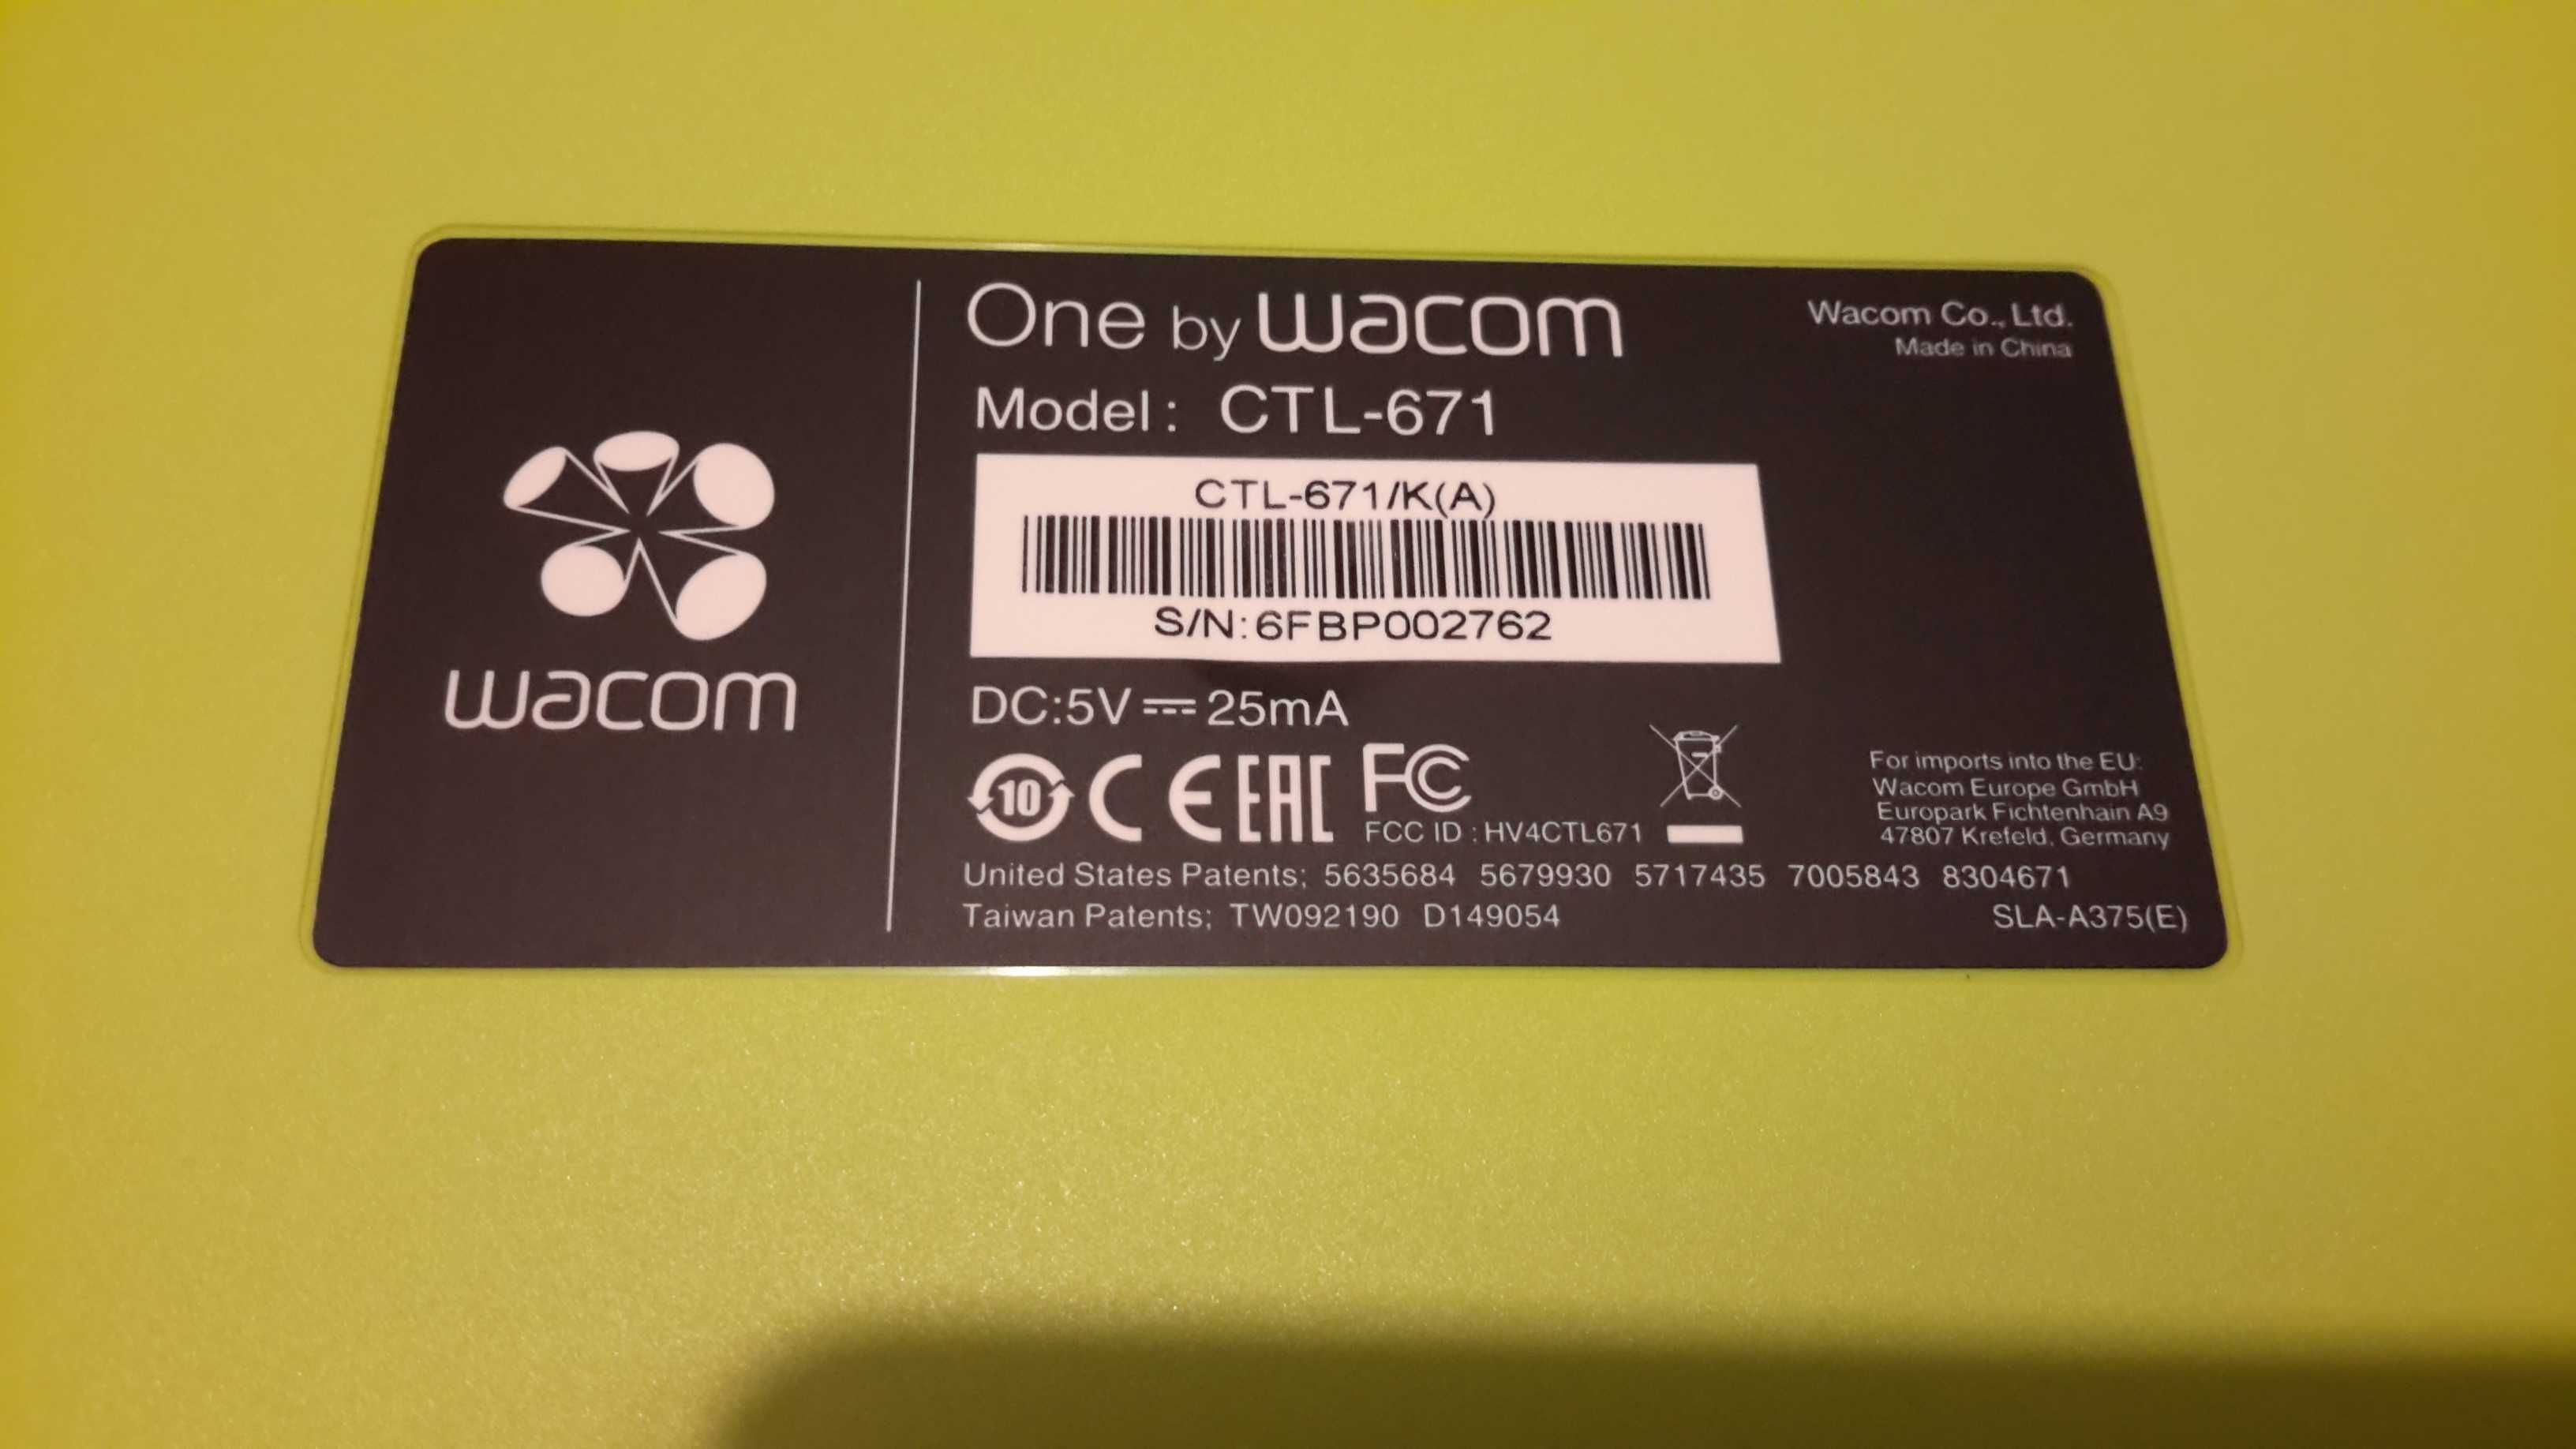 One by wacom
Wacom Co., Ltd.
Made in China
Model: CTL-671
CTL-671/K(A)
S/N:6FBP002762
wacom
DC:5V 25mA
10 CE EAC FC
FCC ID : HV4CTL671
For imports into the EU:
Wacom Europe GmbH
Europark Fichtenhain A9
47807 Krefeld, Germany
United States Patents; 5635684 5679930 5717435 7005843 8304671
Taiwan Patents; TW092190 D149054
SLA-A375(E)